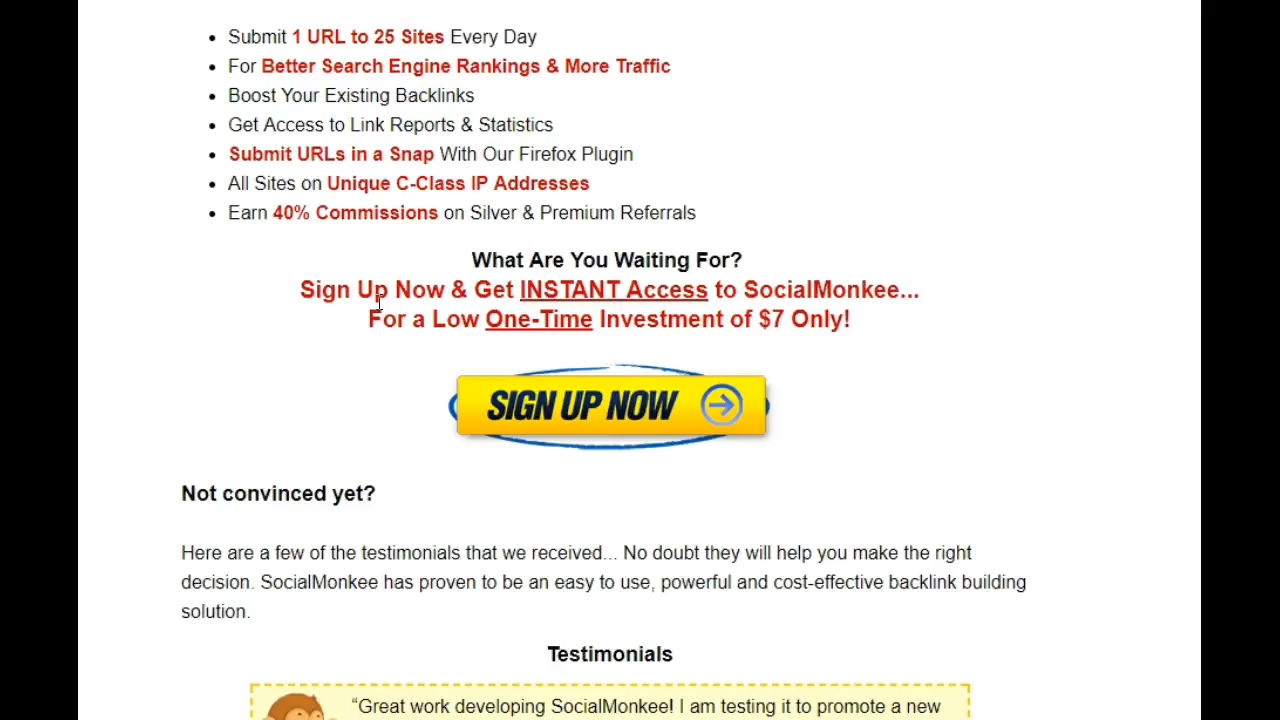 Submit 1 URL to 25 Sites Every Day
For Better Search Engine Rankings & More Traffic
Boost Your Existing Backlinks
Get Access to Link Reports & Statistics
Submit URLs in a Snap With Our Firefox Plugin
All Sites on Unique C-Class IP Addresses
Earn 40% Commissions on Silver & Premium Referrals
What Are You Waiting For?
Sign Up Now & Get INSTANT Access to SocialMonkee...
For a Low One-Time Investment of $7 Only!
SIGN UP NOW
Not convinced yet?
Here are a few of the testimonials that we received... No doubt they will help you make the right
decision. SocialMonkee has proven to be an easy to use, powerful and cost-effective backlink building
solution.
Testimonials
“Great work developing SocialMonkee! I am testing it to promote a new